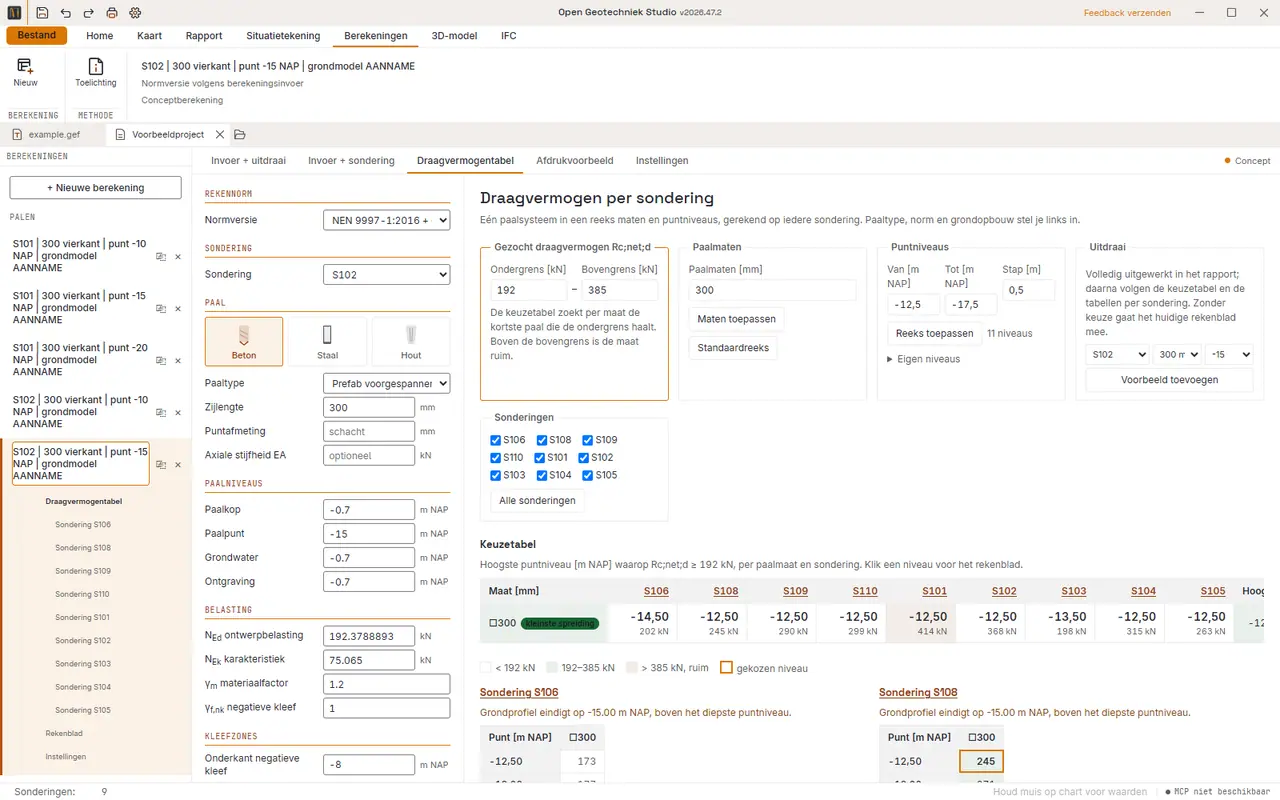 Open Geotechniek Studio v2026.47.2
Feedback verzenden
Bestand Home Kaart Rapport Situatietekening Berekeningen 3D-model IFC
Nieuw
BEREKENING
Toelichting
METHODE
S102 | 300 vierkant | punt -15 NAP | grondmodel AANNAME
Normversie volgens berekeningsinvoer
Conceptberekening
example.gef
Voorbeeldproject
BEREKENINGEN
+ Nieuwe berekening
PALEN
S101 | 300 vierkant | punt -10
NAP | grondmodel
AANNAME
S101 | 300 vierkant | punt -15
NAP | grondmodel
AANNAME
S101 | 300 vierkant | punt -20
NAP | grondmodel
AANNAME
S102 | 300 vierkant | punt -10
NAP | grondmodel
AANNAME
S102 | 300 vierkant | punt -15
NAP | grondmodel
AANNAME
Draagvermogentabel
Sondering S106
Sondering S108
Sondering S109
Sondering S110
Sondering S101
Sondering S102
Sondering S103
Sondering S104
Sondering S105
Rekenblad
Instellingen
Invoer + uitdraai Invoer + sondering Draagvermogentabel Afdrukvoorbeeld Instellingen
Concept
REKENNORM
Normversie NEN 9997-1:2016 +
SONDERING
Sondering S102
PAAL
Beton Staal Hout
Paaltype Prefab voorgespannen
Zijlengte 300 mm
Puntafmeting schacht mm
Axiale stijfheid EA optioneel kN
PAALNIVEAUS
Paalkop -0.7 m NAP
Paalpunt -15 m NAP
Grondwater -0.7 m NAP
Ontgraving -0.7 m NAP
BELASTING
NEd ontwerpbelasting 192.3788893 kN
NEk karakteristiek 75.065 kN
γm materiaalfactor 1.2
γf,nk negatieve kleef 1
KLEEFZONES
Onderkant negatieve
kleef -8 m NAP
Draagvermogen per sondering
Eén paalsysteem in een reeks maten en puntniveaus, gerekend op iedere sondering. Paaltype, norm en grondopbouw stel je links in.
Gezocht draagvermogen Rc;net;d
Ondergrens [kN] Bovengrens [kN]
192 – 385
De keuzetabel zoekt per maat de
kortste paal die de ondergrens haalt.
Boven de bovengrens is de maat
ruim.
Paalmaten
Paalmaten [mm]
300
Maten toepassen
Standaardreeks
Puntniveaus
Van [m
NAP]
Tot [m
NAP]
Stap [m]
-12,5 -17,5 0,5
Reeks toepassen 11 niveaus
Eigen niveaus
Uitdraai
Volledig uitgewerkt in het rapport;
daarna volgen de keuzetabel en de
tabellen per sondering. Zonder
keuze gaat het huidige rekenblad
mee.
S102 300 m -15
Voorbeeld toevoegen
Sonderingen
S106 S108 S109
S110 S101 S102
S103 S104 S105
Alle sonderingen
Keuzetabel
Hoogste puntniveau [m NAP] waarop Rc;net;d ≥ 192 kN, per paalmaat en sondering. Klik een niveau voor het rekenblad.
Maat [mm] S106 S108 S109 S110 S101 S102 S103 S104 S105 Hoog
□300 kleinste spreiding -14,50 -12,50 -12,50 -12,50 -12,50 -12,50 -13,50 -12,50 -12,50 -12
202 kN 245 kN 290 kN 299 kN 414 kN 368 kN 198 kN 315 kN 263 kN
< 192 kN 192–385 kN > 385 kN, ruim gekozen niveau
Sondering S106
Grondprofiel eindigt op -15.00 m NAP, boven het diepste puntniveau.
Punt [m NAP] □300
-12,50 173
Sondering S108
Grondprofiel eindigt op -15.00 m NAP, boven het diepste puntniveau.
Punt [m NAP] □300
-12,50 245
Sonderingen: 9
Houd muis op chart voor waarden
MCP niet beschikbaar